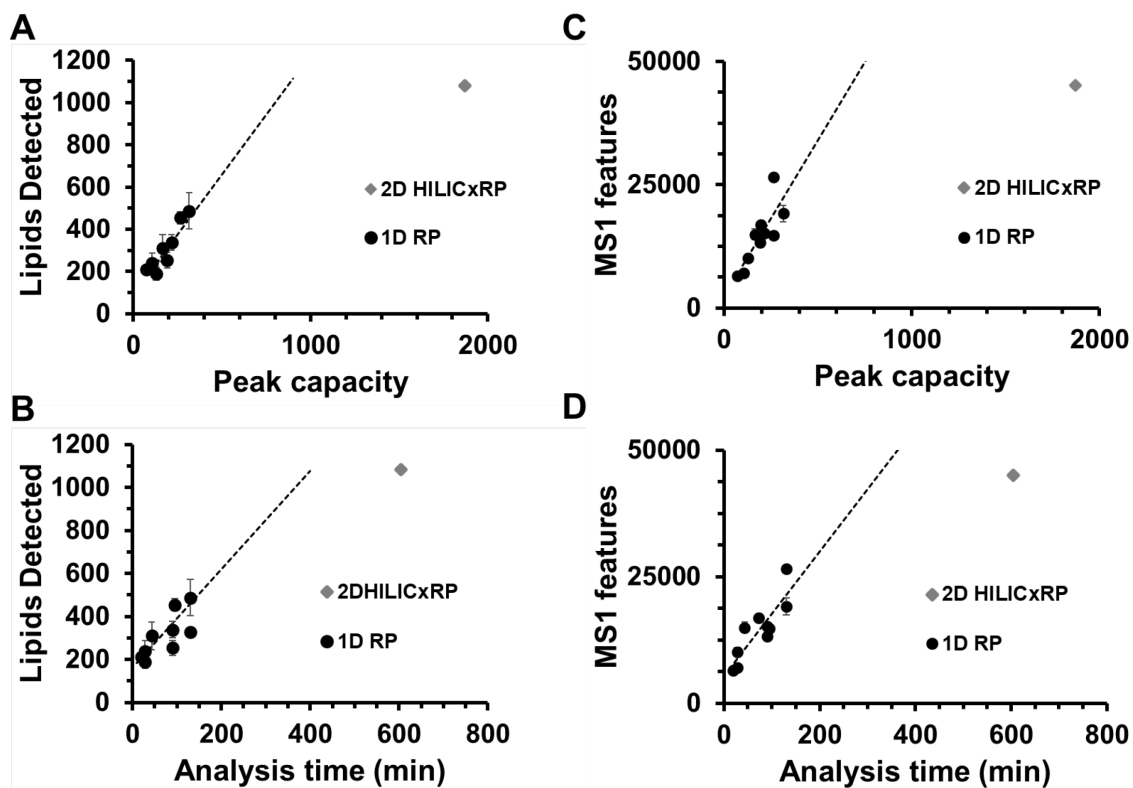 A
Lipids Detected
1200
1000
800
600
400
200
0
2D HILICxRP
1D RP
0 1000 2000
Peak capacity
C
MS1 features
50000
25000
0
2D HILICxRP
1D RP
0 1000 2000
Peak capacity
B
Lipids Detected
1200
1000
800
600
400
200
0
2DHILICxRP
1D RP
0 200 400 600 800
Analysis time (min)
D
MS1 features
50000
25000
0
2D HILICxRP
1D RP
0 200 400 600 800
Analysis time (min)